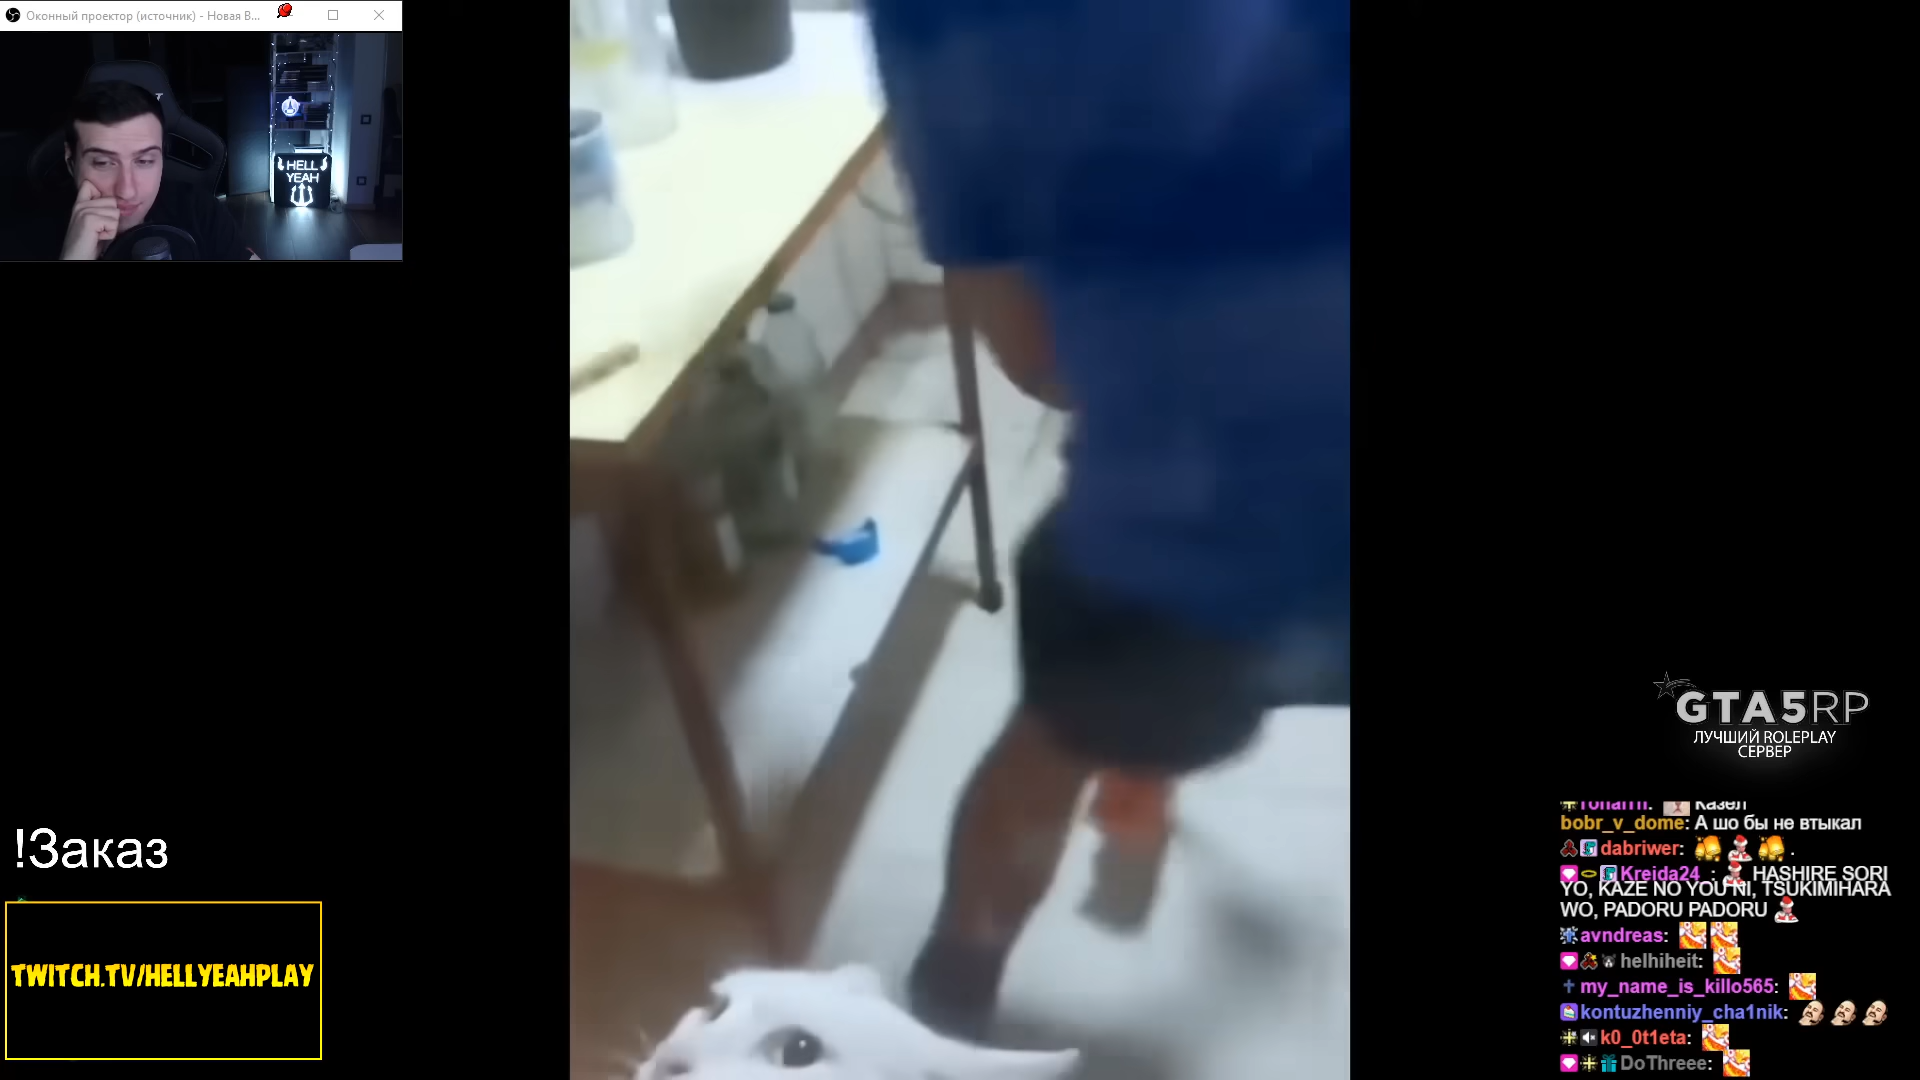 Оконный проектор (источник) - Новая В...
HELL
YEAH
!Заказ
TWITCH.TV/HELLYEAHPLAY
GTA5RP
ЛУЧШИЙ ROLEPLAY
СЕРВЕР
Казел
bobr_v_dome: А шо бы не втыкал
dabriwer: .
Kreida24 : HASHIRE SORI
YO, KAZE NO YOU NI, TSUKIMIHARA
WO, PADORU PADORU
avndreas:
helhiheit:
my_name_is_killo565:
kontuzhenniy_cha1nik:
k0_0t1eta:
DoThreee: